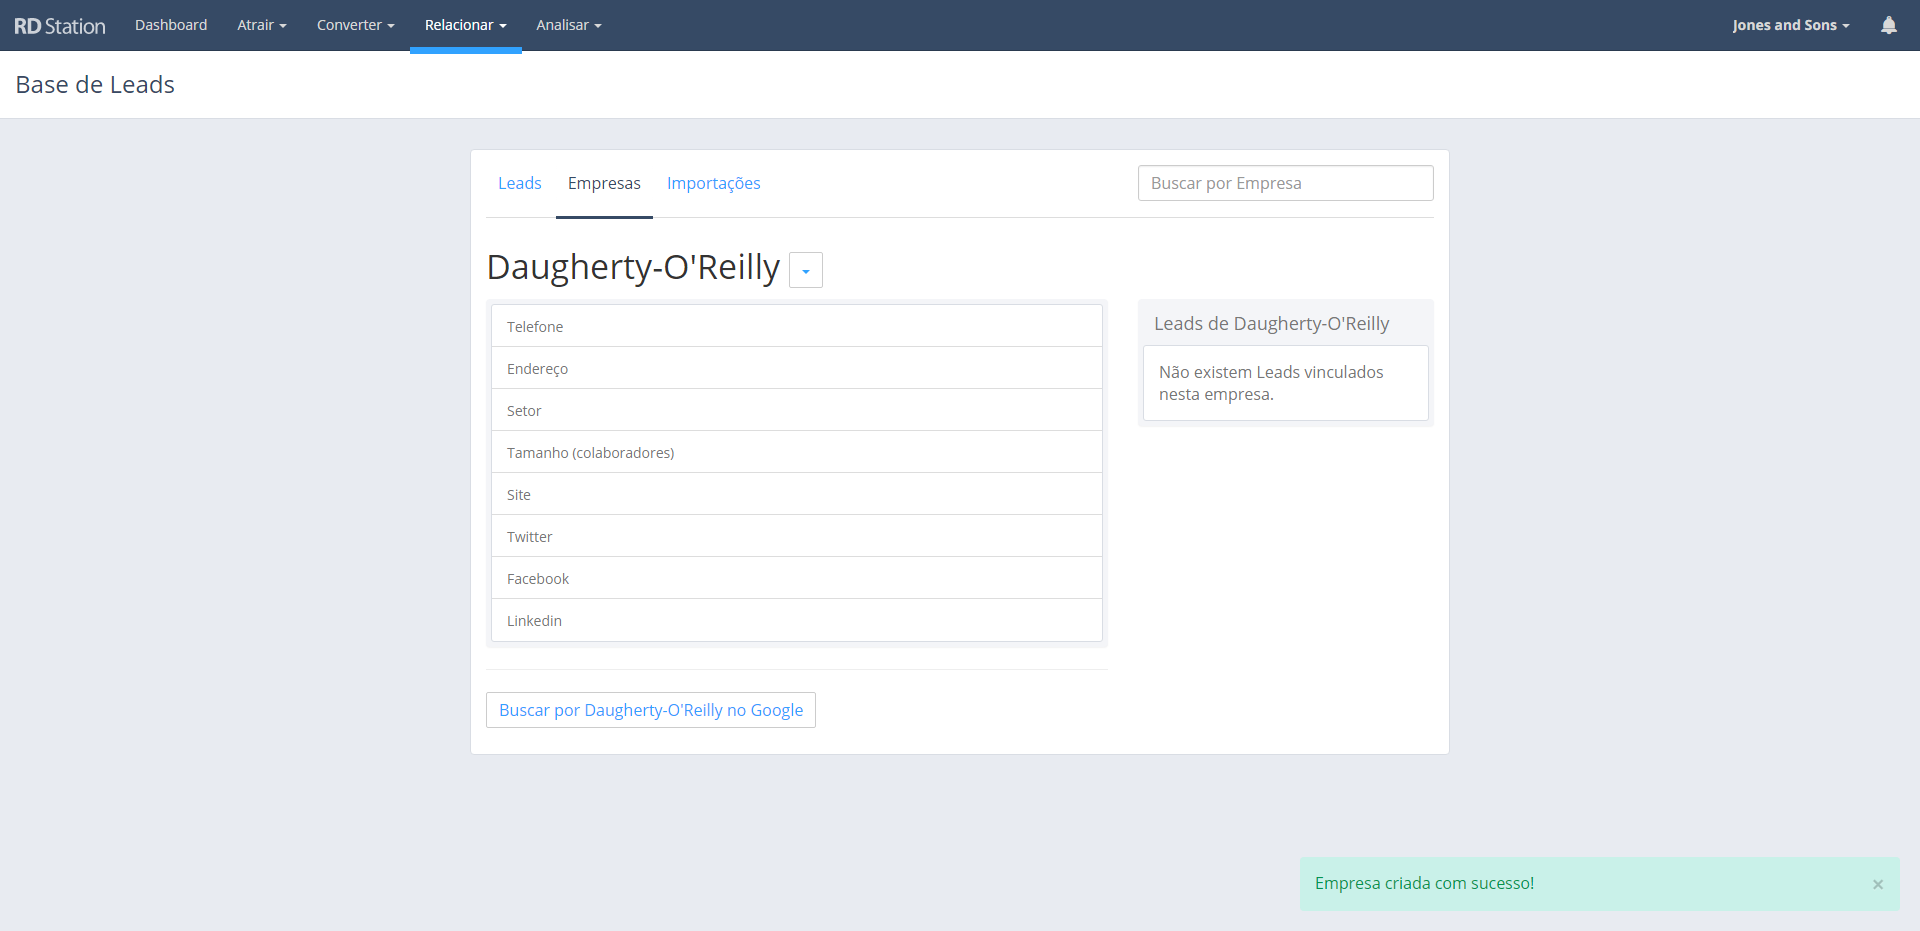 RD Station Dashboard Atrair Converter Relacionar Analisar Jones and Sons
Base de Leads
Leads Empresas Importações Buscar por Empresa
Daugherty-O'Reilly
Telefone
Endereço
Setor
Tamanho (colaboradores)
Site
Twitter
Facebook
Linkedin
Leads de Daugherty-O'Reilly
Não existem Leads vinculados
nesta empresa.
Buscar por Daugherty-O'Reilly no Google
Empresa criada com sucesso! ×